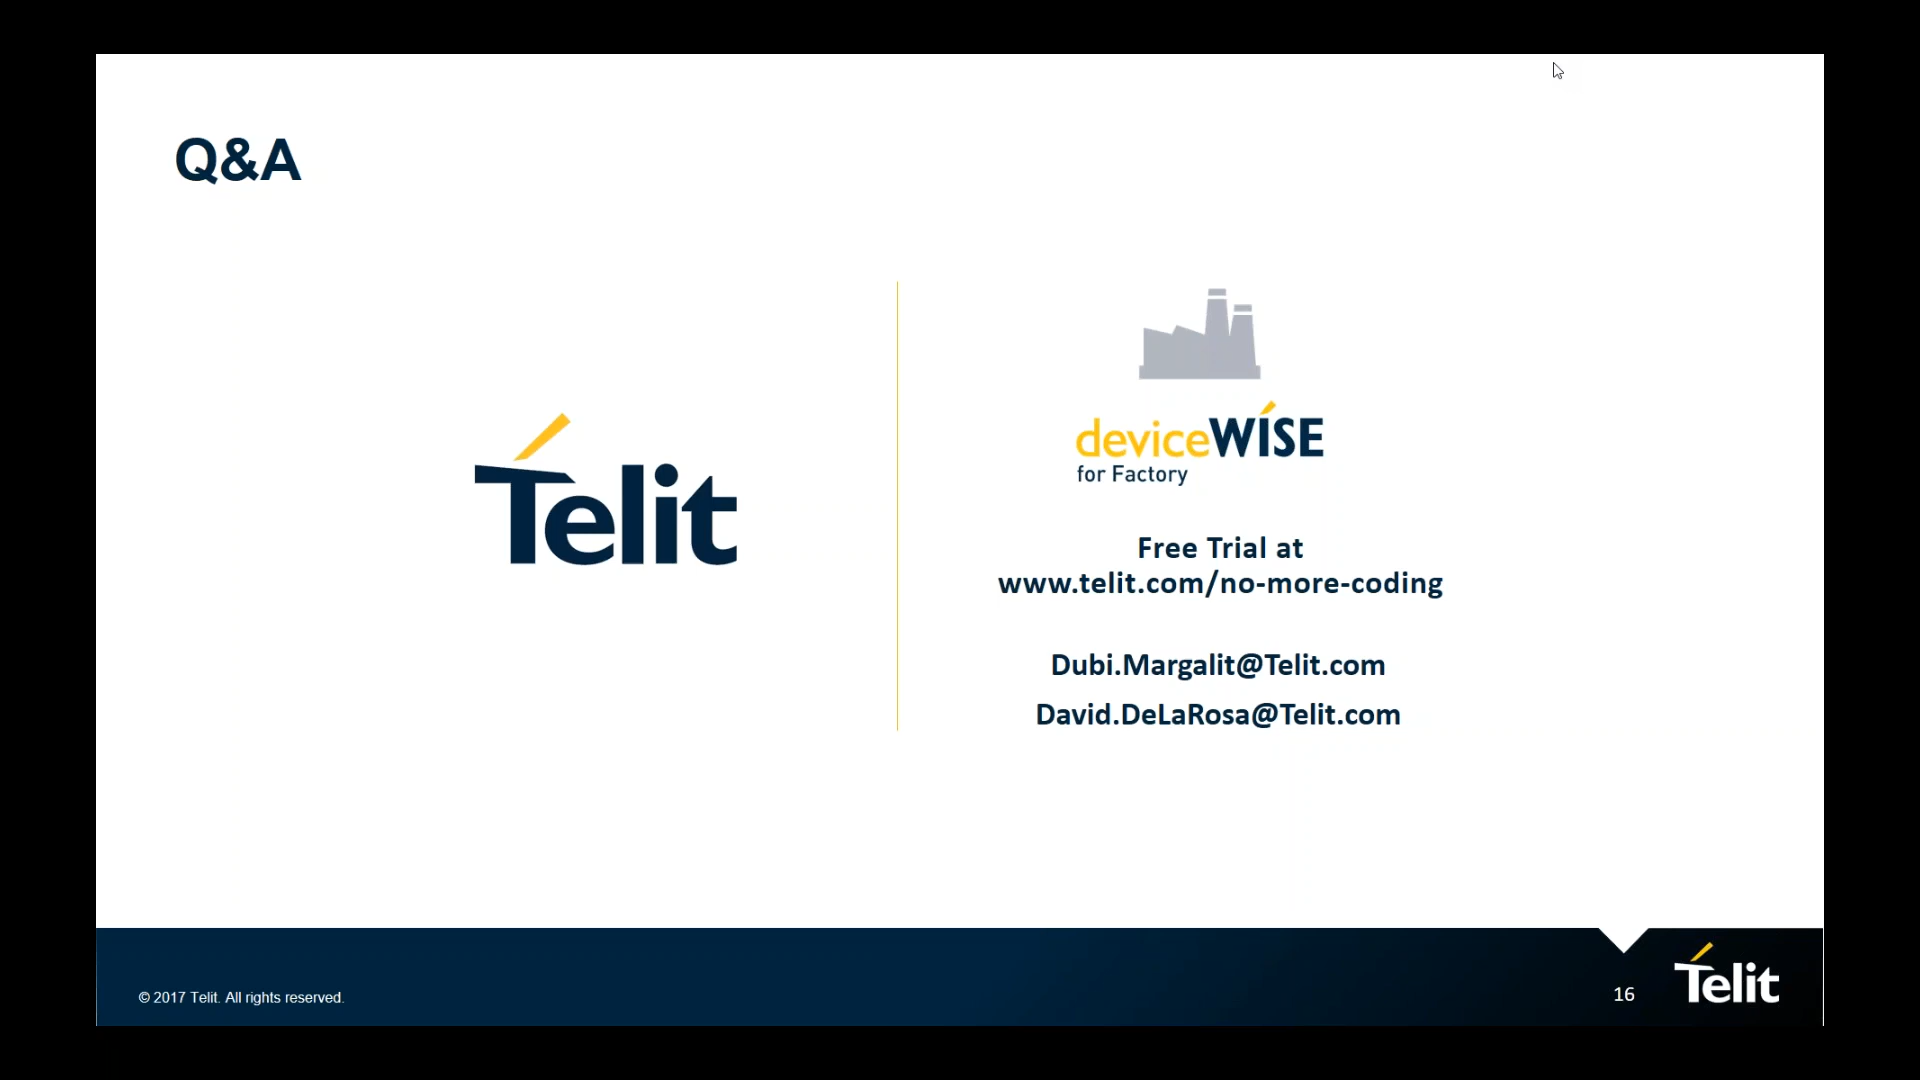 Q&A
Telit
deviceWISE
for Factory
Free Trial at
www.telit.com/no-more-coding
Dubi.Margalit@Telit.com
David.DeLaRosa@Telit.com
© 2017 Telit. All rights reserved.
16
Telit